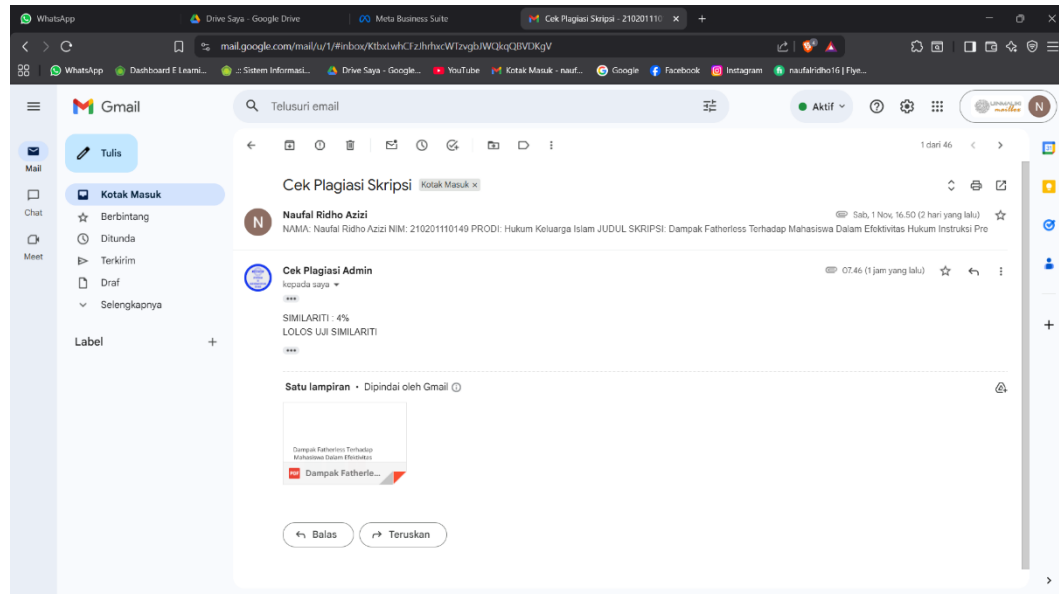 WhatsApp
Drive Saya - Google Drive
Meta Business Suite
Cek Plagiasi Skripsi - 210201110
mail.google.com/mail/u/1/#inbox/KtbxLwhCFzJhrhxcWTzvgbJWQkqQBVDKgV
WhatsApp
Dashboard E Learni...
.:: Sistem Informasi...
Drive Saya - Google...
YouTube
Kotak Masuk - nauf...
Google
Facebook
Instagram
naufalridho16 | Flye...
Gmail
Telusuri email
Aktif
N
Mail
Chat
Meet
Tulis
Kotak Masuk
Berbintang
Ditunda
Terkirim
Draf
Selengkapnya
Label
1 dari 46
Cek Plagiasi Skripsi
Kotak Masuk ×
N
Naufal Ridho Azizi
Sab, 1 Nov, 16.50 (2 hari yang lalu)
NAMA: Naufal Ridho Azizi NIM: 210201110149 PRODI: Hukum Keluarga Islam JUDUL SKRIPSI: Dampak Fatherless Terhadap Mahasiswa Dalam Efektivitas Hukum Instruksi Pre
Cek Plagiasi Admin
07.46 (1 jam yang lalu)
kepada saya
SIMILARITI : 4%
LOLOS UJI SIMILARITI
Satu lampiran • Dipindai oleh Gmail
Dampak Fatherless Terhadap
Mahasiswa Dalam Efektivitas
PDF
Dampak Fatherle...
Balas
Teruskan